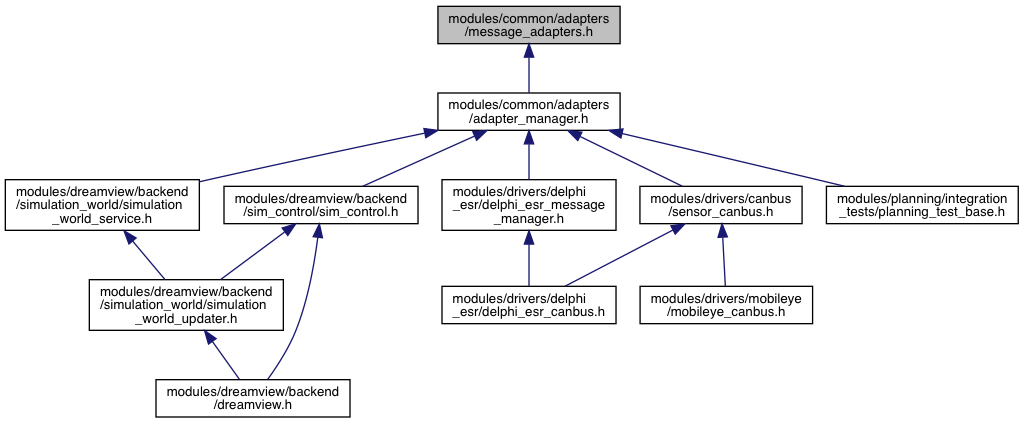 modules/common/adapters
/message_adapters.h
modules/common/adapters
/adapter_manager.h
modules/dreamview/backend
/simulation_world/simulation
_world_service.h
modules/dreamview/backend
/sim_control/sim_control.h
modules/drivers/delphi
_esr/delphi_esr_message
_manager.h
modules/drivers/canbus
/sensor_canbus.h
modules/planning/integration
_tests/planning_test_base.h
modules/dreamview/backend
/simulation_world/simulation
_world_updater.h
modules/drivers/delphi
_esr/delphi_esr_canbus.h
modules/drivers/mobileye
/mobileye_canbus.h
modules/dreamview/backend
/dreamview.h